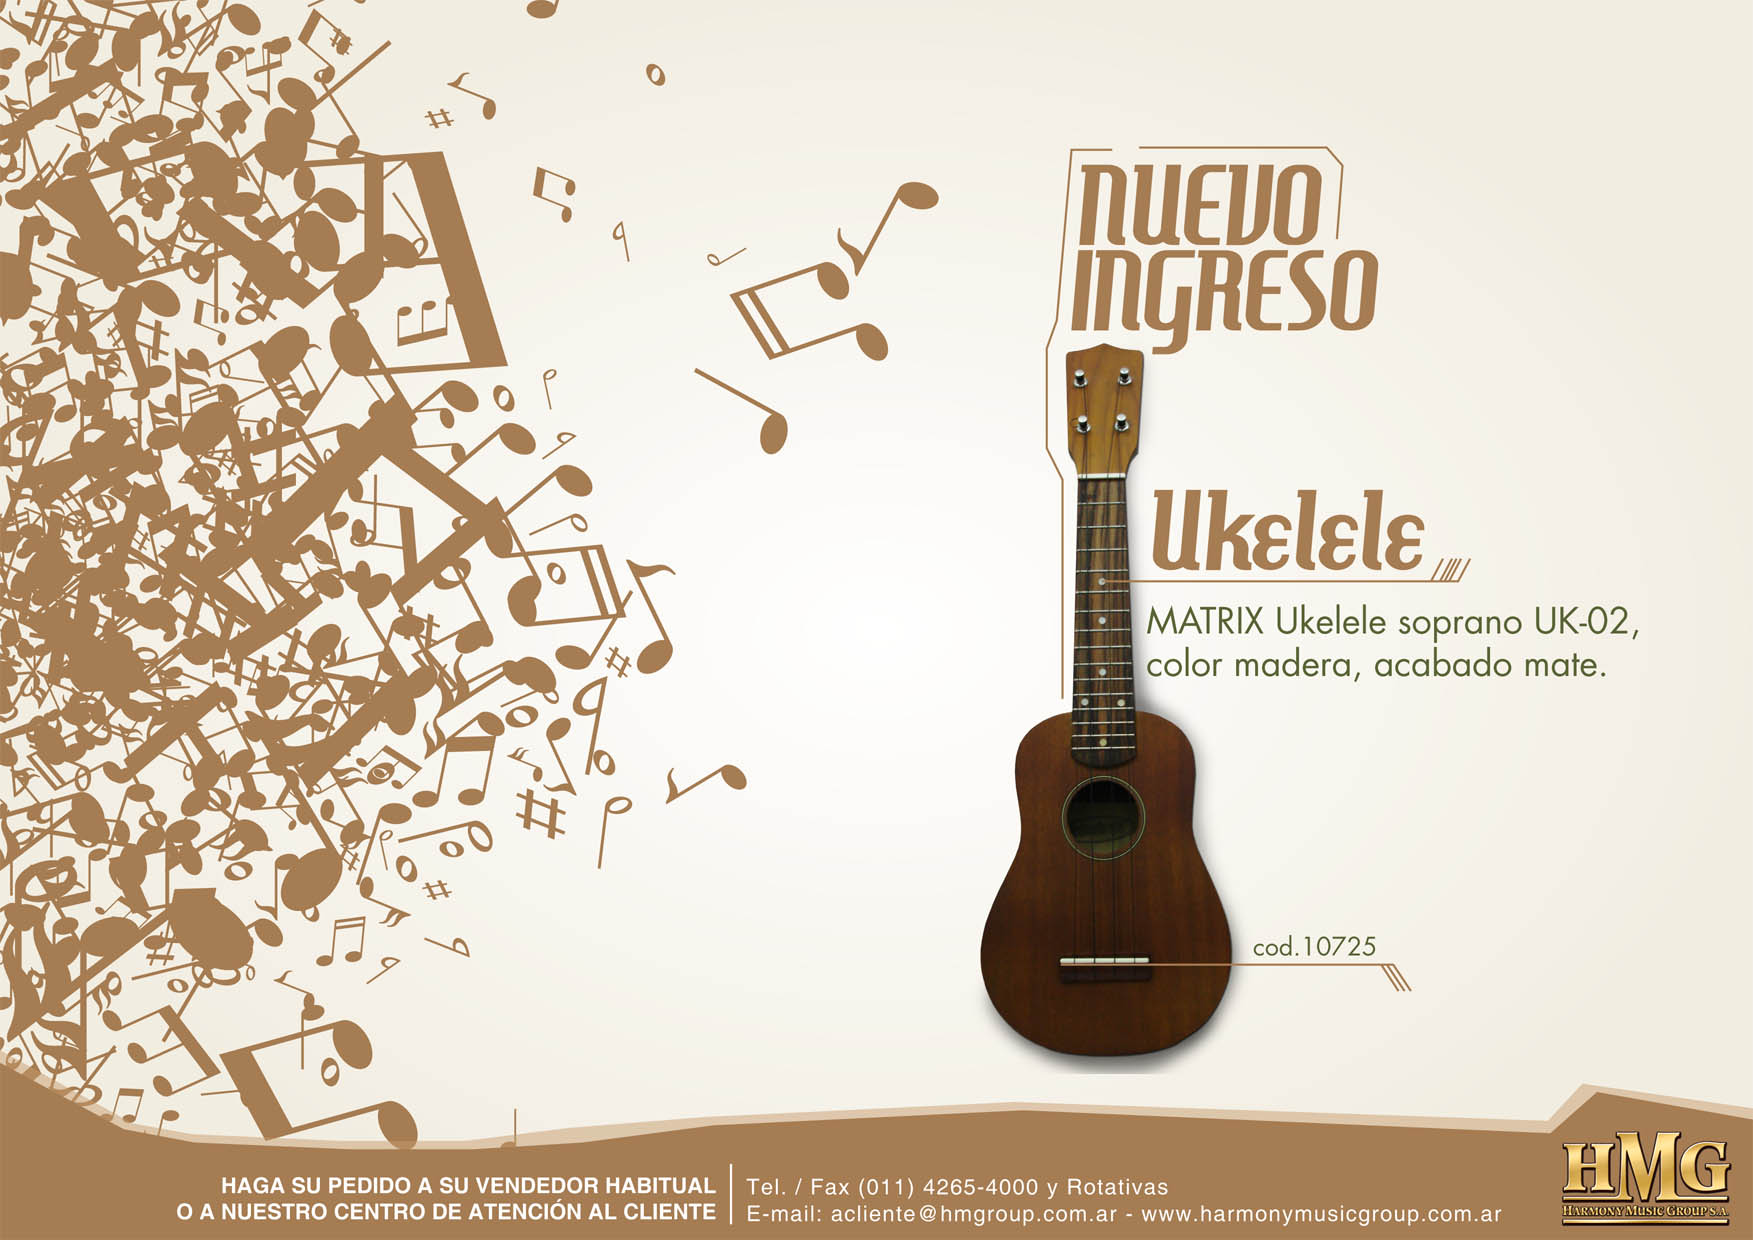 NUEVO
INGRESO
Ukelele
MATRIX Ukelele soprano UK-02,
color madera, acabado mate.
cod.10725
HAGA SU PEDIDO A SU VENDEDOR HABITUAL
O A NUESTRO CENTRO DE ATENCIÓN AL CLIENTE
Tel. / Fax (011) 4265-4000 y Rotativas
E-mail: acliente@hmgroup.com.ar - www.harmonymusicgroup.com.ar
HMG
HARMONY MUSIC GROUP S.A.